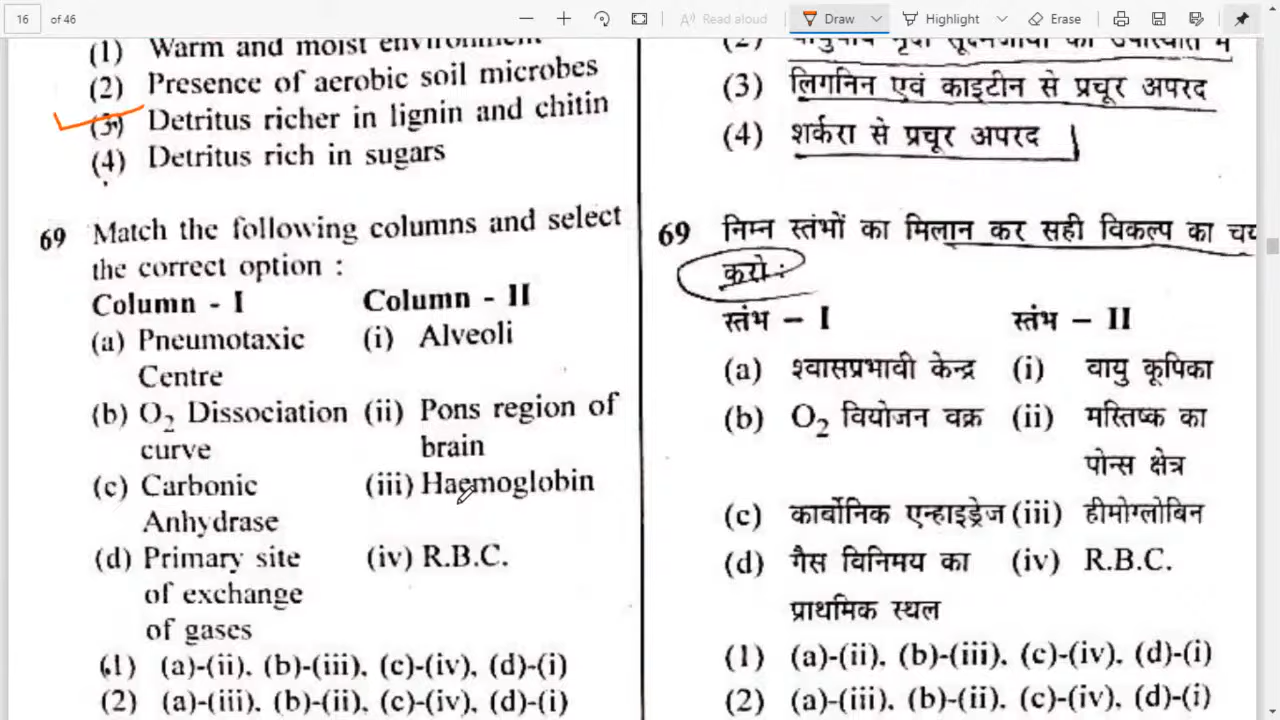 16 of 46
Read aloud
Draw
Highlight
Erase
(1) Warm and moist environment
(2) Presence of aerobic soil microbes
(3) Detritus richer in lignin and chitin
(4) Detritus rich in sugars
69 Match the following columns and select
the correct option :
Column - I Column - II
(a) Pneumotaxic (i) Alveoli
Centre
(b) O2 Dissociation (ii) Pons region of
curve brain
(c) Carbonic (iii) Haemoglobin
Anhydrase
(d) Primary site (iv) R.B.C.
of exchange
of gases
(1) (a)-(ii), (b)-(iii), (c)-(iv), (d)-(i)
(2) (a)-(iii), (b)-(ii), (c)-(iv), (d)-(i)
(2) वायुवीय मृदा सूक्ष्मजीवों की उपस्थिति में
(3) लिगनिन एवं काइटीन से प्रचूर अपरद
(4) शर्करा से प्रचूर अपरद
69 निम्न स्तंभों का मिलान कर सही विकल्प का
करो :
स्तंभ – I स्तंभ – II
(a) श्वासप्रभावी केन्द्र (i) वायु कूपिका
(b) O2 वियोजन वक्र (ii) मस्तिष्क का
पोन्स क्षेत्र
(c) कार्वोनिक एन्हाइड्रेज (iii) हीमोग्लोबिन
(d) गैस विनिमय का (iv) R.B.C.
प्राथमिक स्थल
(1) (a)-(ii), (b)-(iii), (c)-(iv), (d)-(i)
(2) (a)-(iii), (b)-(ii), (c)-(iv), (d)-(i)